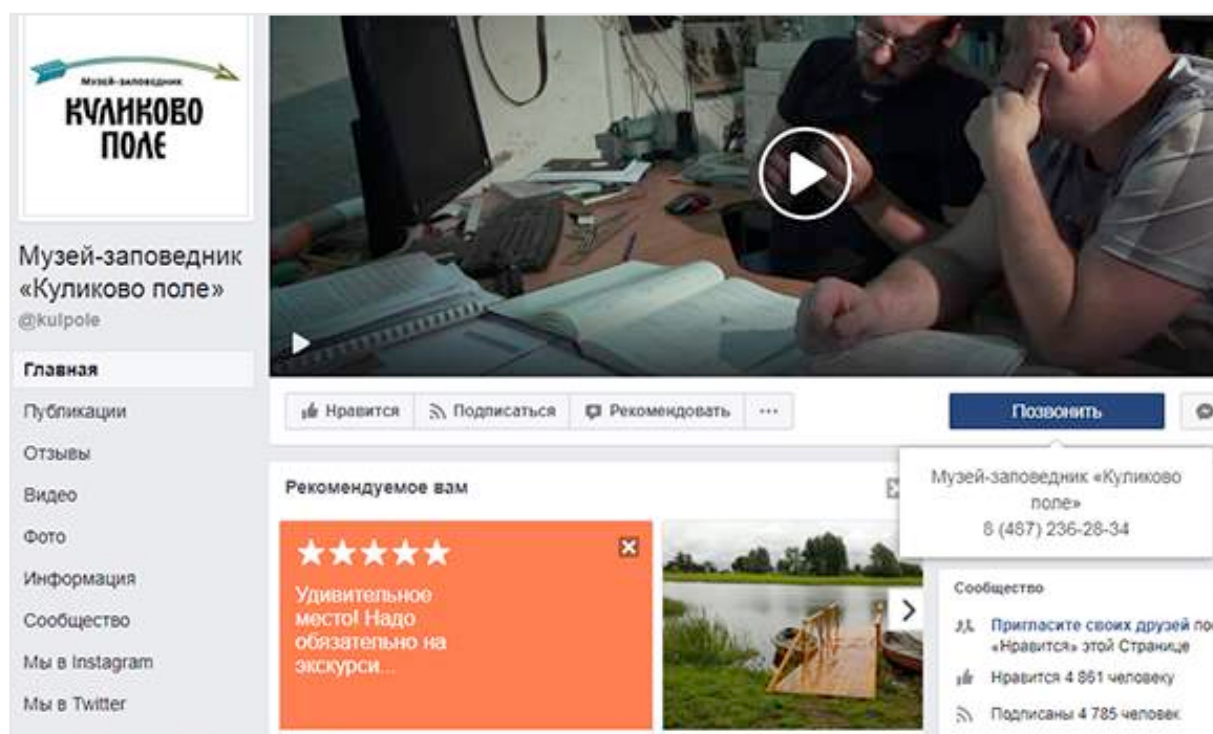 Музей-заповедник
КУЛИКОВО
ПОЛЕ
Музей-заповедник
«Куликово поле»
@kulpole
Главная
Публикации
Отзывы
Видео
Фото
Информация
Сообщество
Мы в Instagram
Мы в Twitter
Нравится Подписаться Рекомендовать ...
Позвонить
Музей-заповедник «Куликово
поле»
8 (487) 236-28-34
Рекомендуемое вам
Удивительное
место! Надо
обязательно на
экскурси...
Сообщество
Пригласите своих друзей
«Нравится» этой Странице
Нравится 4 861 человеку
Подписаны 4 785 человек